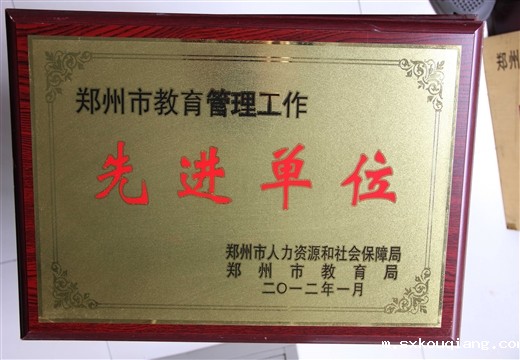 郑州市教育管理工作
先进单位
郑州市人力资源和社会保障局
郑州市教育局
二〇一二年一月
m.sxkouqiang.com